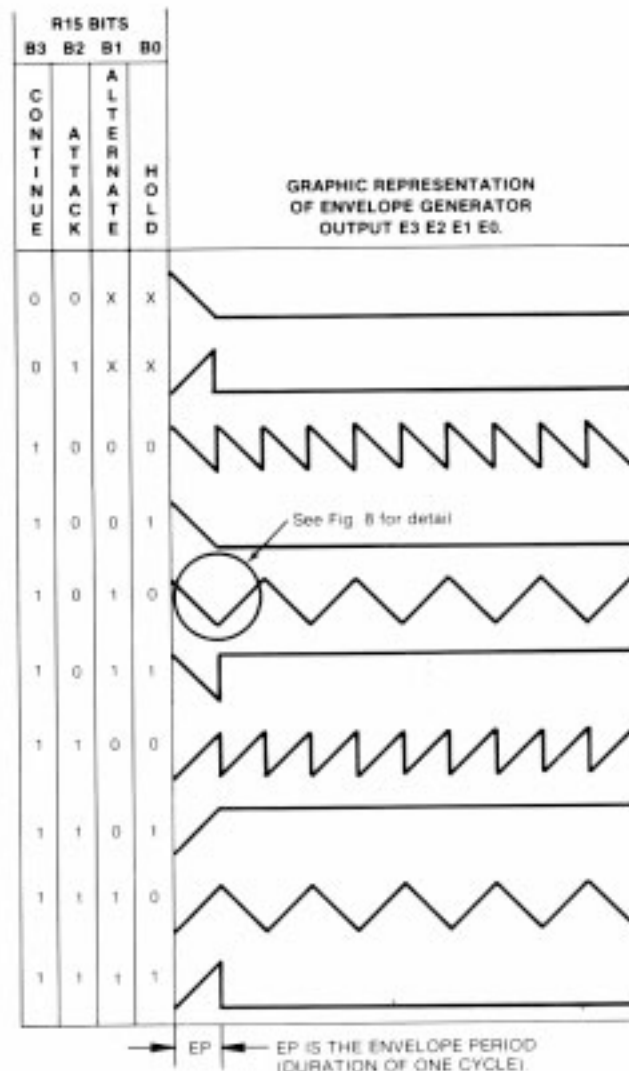 R15 BITS
B3 B2 B1 B0
CONTINUE
ATTACK
ALTERNATE
HOLD
GRAPHIC REPRESENTATION
OF ENVELOPE GENERATOR
OUTPUT E3 E2 E1 E0.
0 0 X X
0 1 X X
1 0 0 0
1 0 0 1
See Fig. 8 for detail
1 0 1 0
1 0 1 1
1 1 0 0
1 1 0 1
1 1 1 0
1 1 1 1
EP
EP IS THE ENVELOPE PERIOD
(DURATION OF ONE CYCLE).